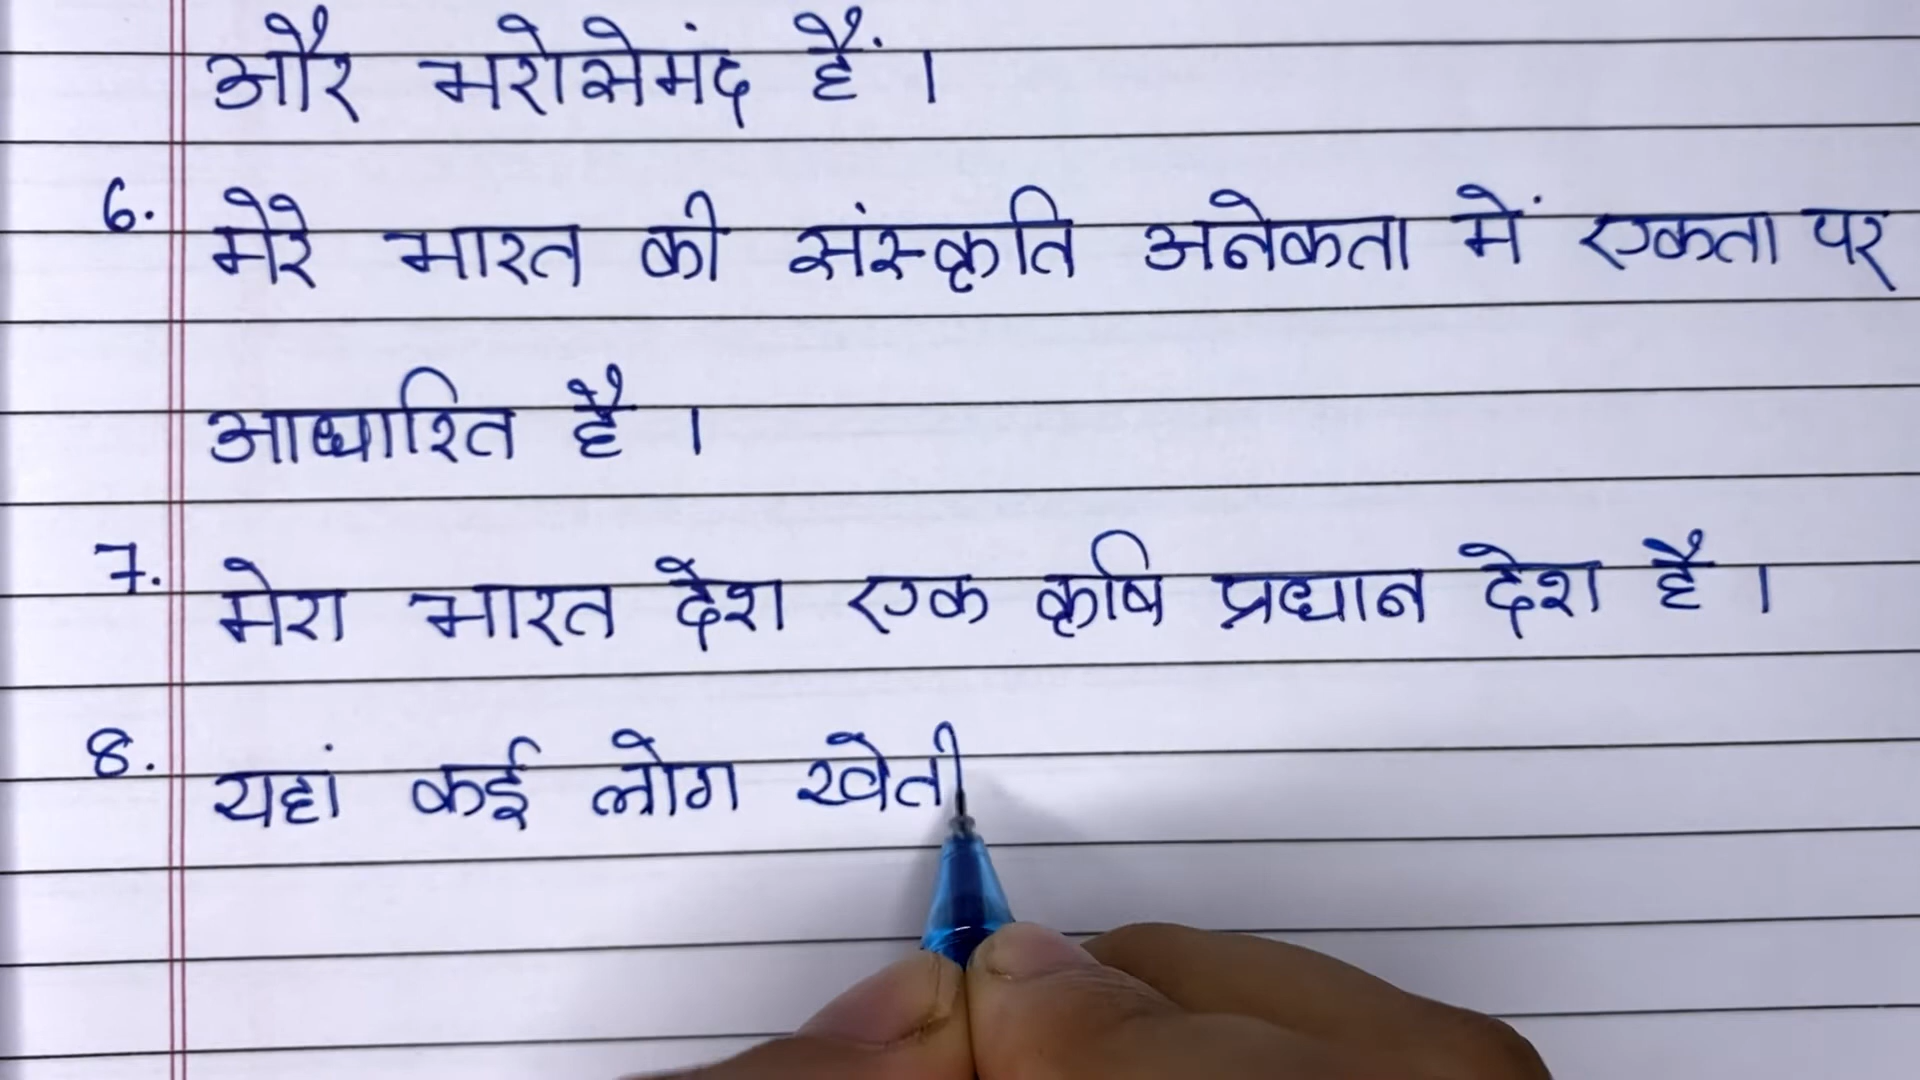 और भरोसेमंद हैं।
6. मेरे भारत की संस्कृति अनेकता में एकता पर
आधारित है।
7. मेरा भारत देश एक कृषि प्रधान देश है।
8. यहां कई लोग खेती